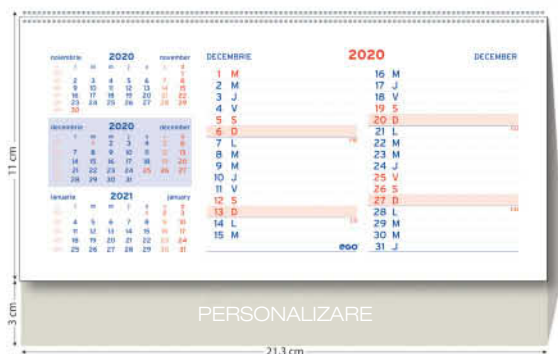 noiembrie 2020 november
1
2 3 4 5 6 7 8
9 10 11 12 13 14 15
16 17 18 19 20 21 22
23 24 25 26 27 28 29
30
decembrie 2020 december
1 2 3 4 5 6
7 8 9 10 11 12 13
14 15 16 17 18 19 20
21 22 23 24 25 26 27
28 29 30 31
ianuarie 2021 january
1 2 3
4 5 6 7 8 9 10
11 12 13 14 15 16 17
18 19 20 21 22 23 24
25 26 27 28 29 30 31
DECEMBRIE 2020 DECEMBER
1 M
2 M
3 J
4 V
5 S
6 D
7 L
8 M
9 M
10 J
11 V
12 S
13 D
14 L
15 M
16 M
17 J
18 V
19 S
20 D
21 L
22 M
23 M
24 J
25 V
26 S
27 D
28 L
29 M
30 M
31 J
ego
PERSONALIZARE
11 cm
3 cm
21,3 cm